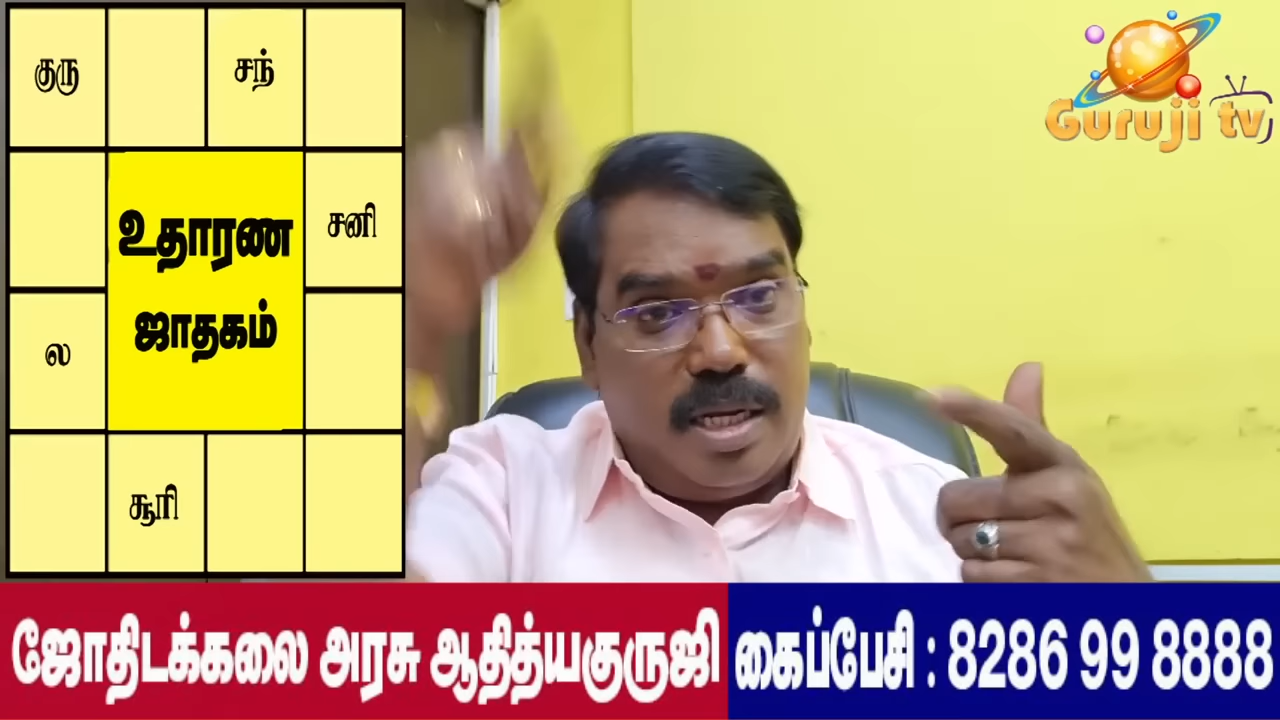 குரு
சந்
Guruji tv
உதாரண
ஜாதகம்
சனி
ல
சூரி
ஜோதிடக்கலை அரசு ஆதித்யகுருஜி
கைப்பேசி : 8286 99 8888